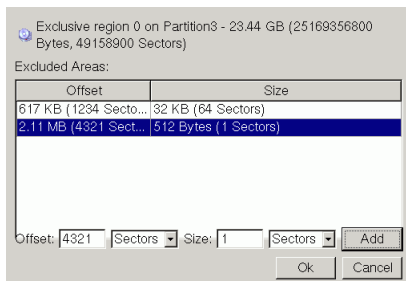 Exclusive region 0 on Partition3 - 23.44 GB (25169356800
Bytes, 49158900 Sectors)
Excluded Areas:
Offset Size
617 KB (1234 Secto... 32 KB (64 Sectors)
2.11 MB (4321 Sect... 512 Bytes (1 Sectors)
Offset: 4321 Sectors Size: 1 Sectors Add
Ok Cancel